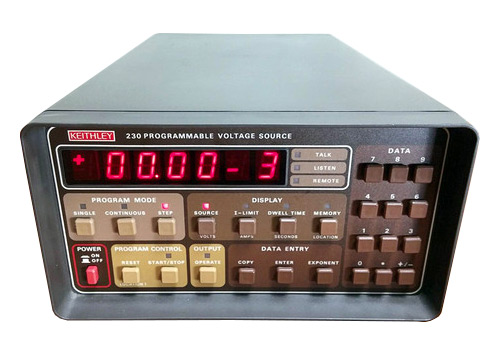 KEITHLEY 230 PROGRAMMABLE VOLTAGE SOURCE
+ 00.00-3
TALK
LISTEN
REMOTE
DATA
7 8 9
4 5 6
1 2 3
0 • +/-
PROGRAM MODE
SINGLE CONTINUOUS STEP
DISPLAY
SOURCE I-LIMIT DWELL TIME MEMORY
VOLTS AMPS SECONDS LOCATION
POWER
ON
OFF
PROGRAM CONTROL
RESET START/STOP
OUTPUT
OPERATE
DATA ENTRY
COPY ENTER EXPONENT